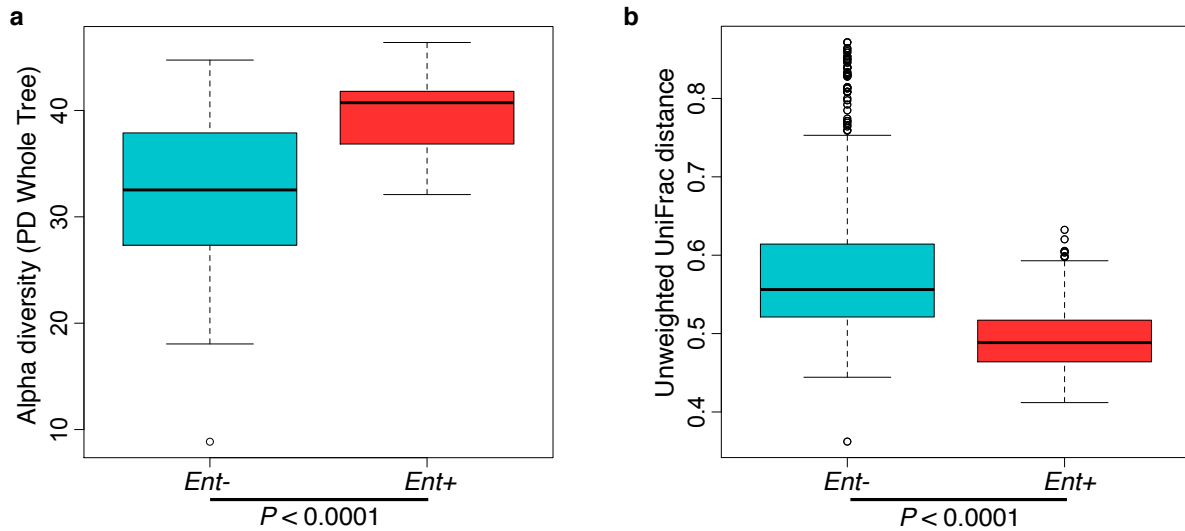 a
Alpha diversity (PD Whole Tree)
40
30
20
10
Ent-
Ent+
P < 0.0001
b
Unweighted UniFrac distance
0.8
0.7
0.6
0.5
0.4
Ent-
Ent+
P < 0.0001